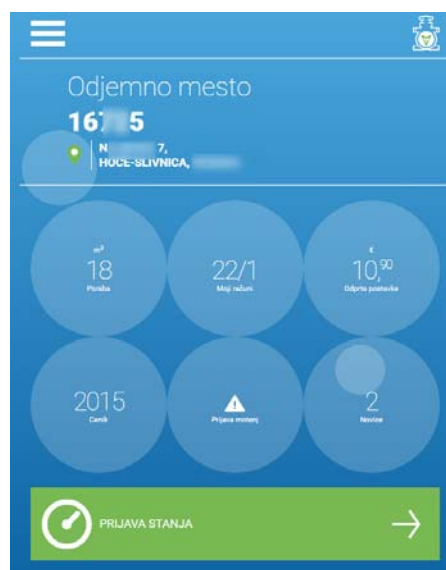 Odjemno mesto
16 5
N 7,
HOČE-SLIVNICA,
m³
18
Poraba
22/1
Moji računi
€
10,90
Odprte postavke
2015
Cenik
Prijava motenj
2
Novice
PRIJAVA STANJA